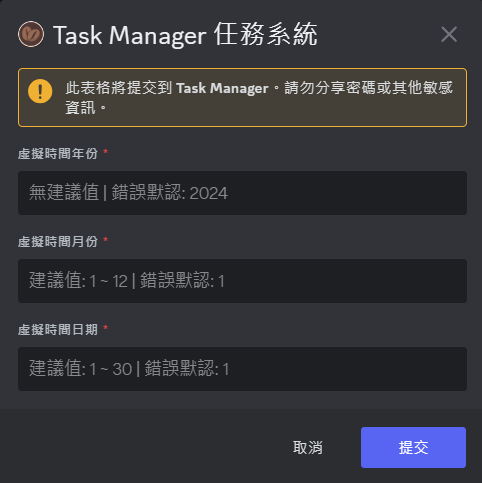 Task Manager 任務系統
此表格將提交到 Task Manager。請勿分享密碼或其他敏感
資訊。
虛擬時間年份 *
無建議值 | 錯誤默認: 2024
虛擬時間月份 *
建議值: 1 ~ 12 | 錯誤默認: 1
虛擬時間日期 *
建議值: 1 ~ 30 | 錯誤默認: 1
取消
提交